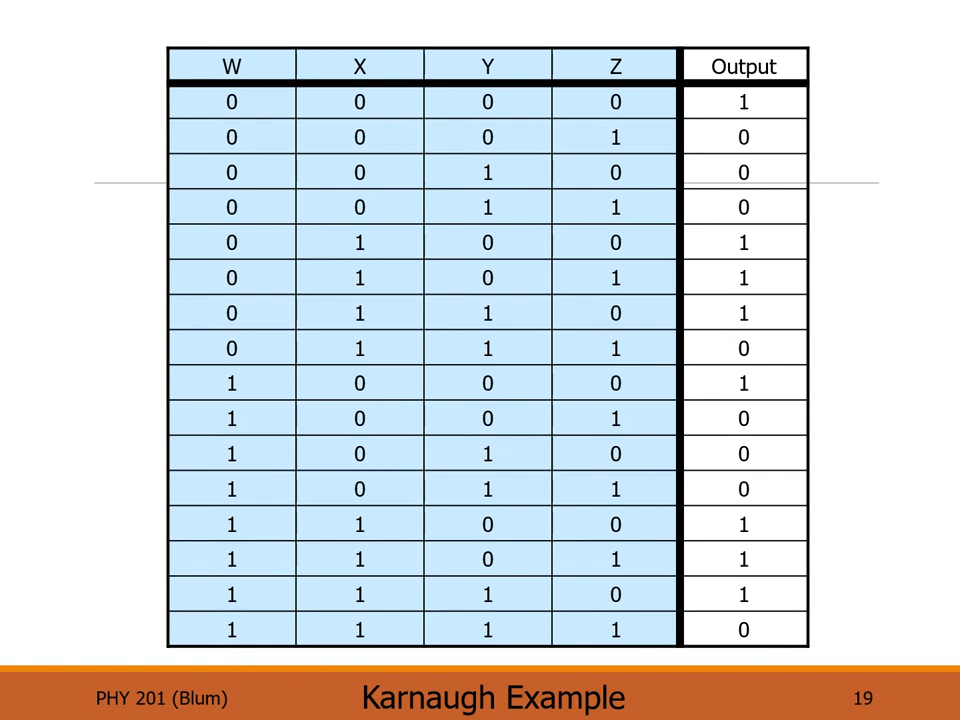 W X Y Z Output
0 0 0 0 1
0 0 0 1 0
0 0 1 0 0
0 0 1 1 0
0 1 0 0 1
0 1 0 1 1
0 1 1 0 1
0 1 1 1 0
1 0 0 0 1
1 0 0 1 0
1 0 1 0 0
1 0 1 1 0
1 1 0 0 1
1 1 0 1 1
1 1 1 0 1
1 1 1 1 0
PHY 201 (Blum) Karnaugh Example 19